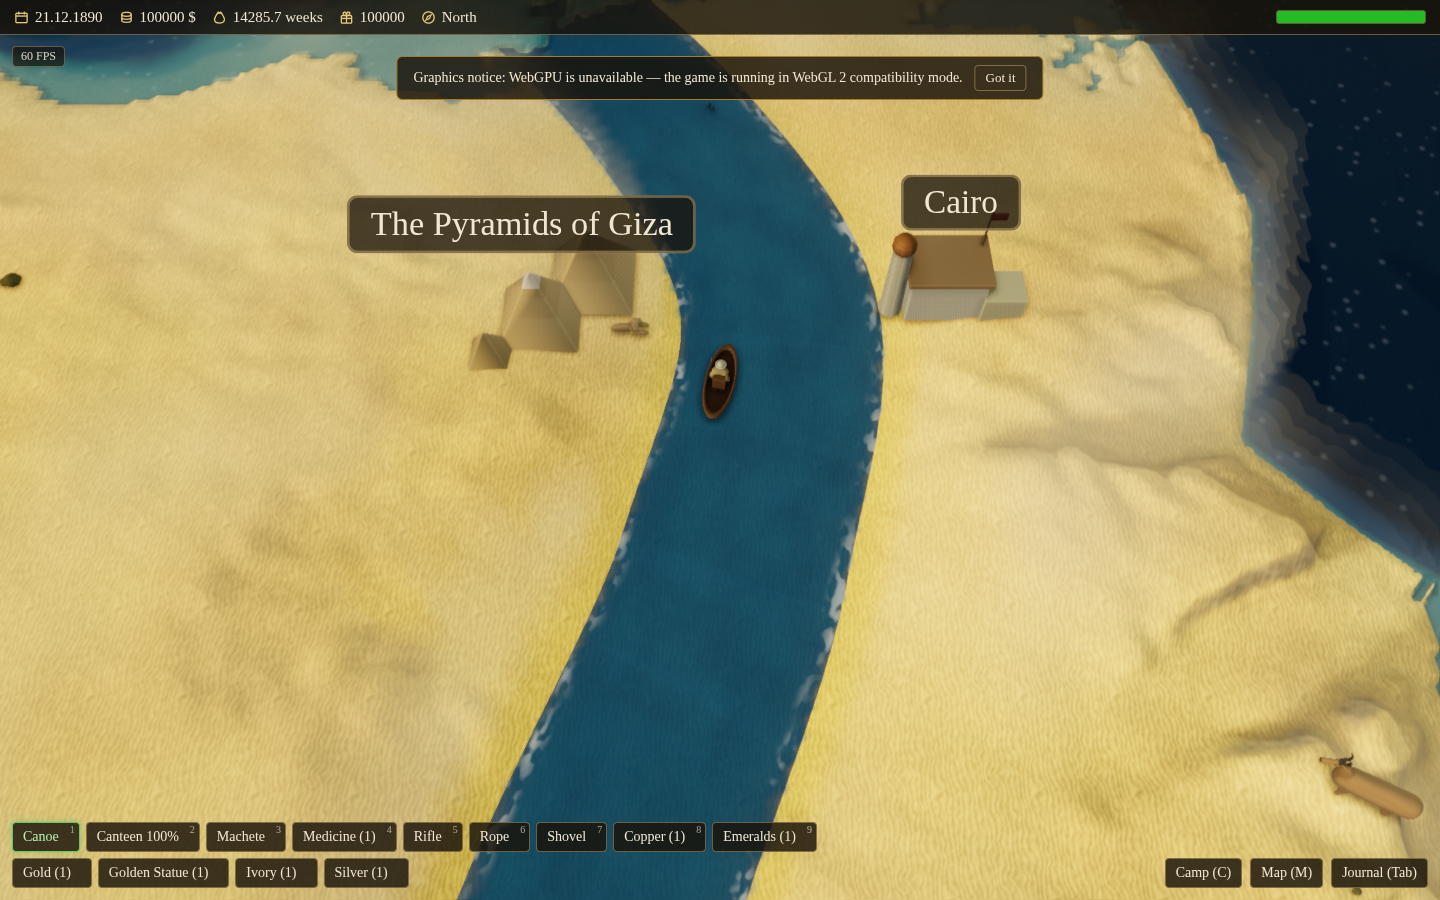 21.12.1890 100000 $ 14285.7 weeks 100000 North
60 FPS
Graphics notice: WebGPU is unavailable — the game is running in WebGL 2 compatibility mode. Got it
Cairo
The Pyramids of Giza
Canoe 1 Canteen 100% 2 Machete 3 Medicine (1) 4 Rifle 5 Rope 6 Shovel 7 Copper (1) 8 Emeralds (1) 9
Gold (1) Golden Statue (1) Ivory (1) Silver (1) Camp (C) Map (M) Journal (Tab)